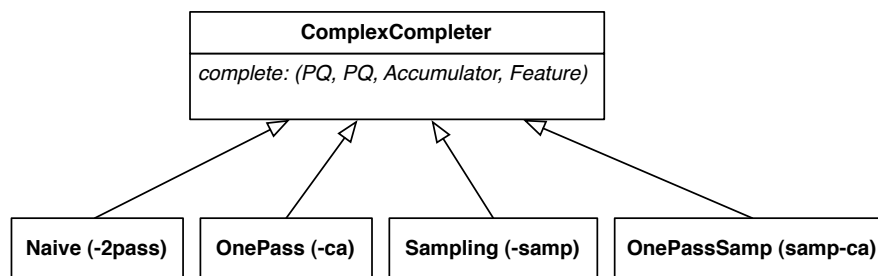 ComplexCompleter
complete: (PQ, PQ, Accumulator, Feature)
Naive (-2pass)
OnePass (-ca)
Sampling (-samp)
OnePassSamp (samp-ca)